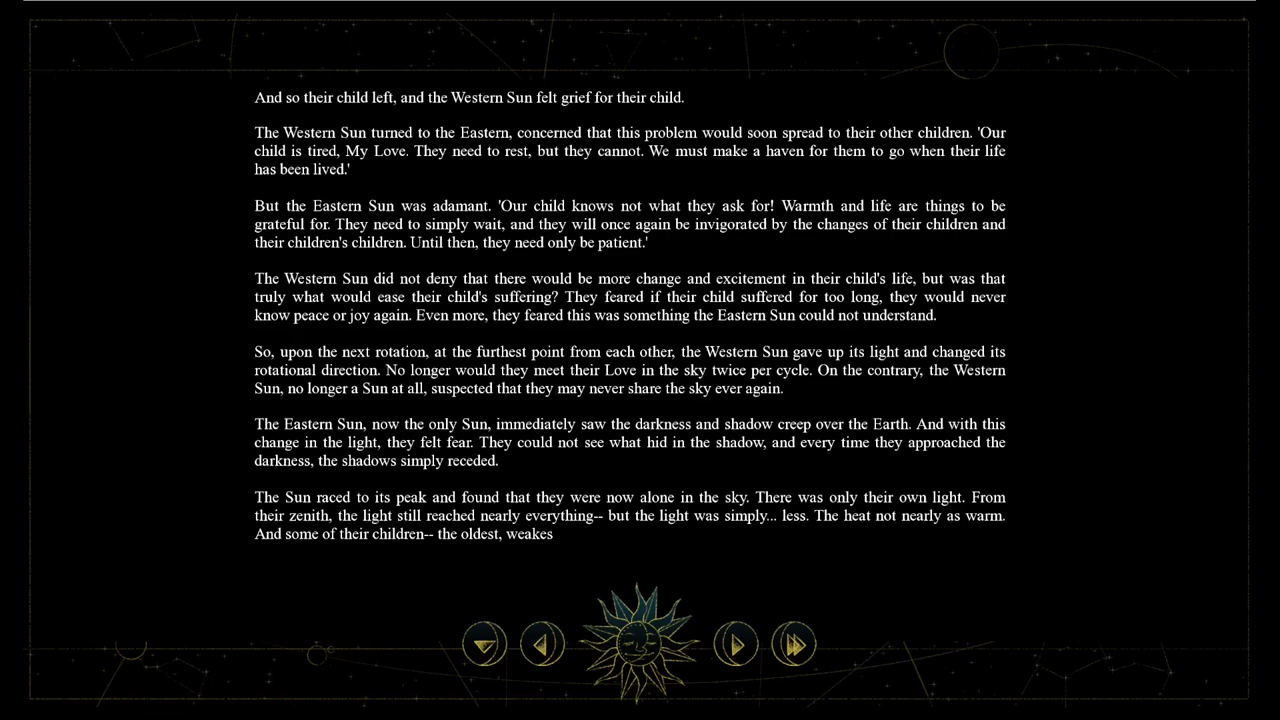 And so their child left, and the Western Sun felt grief for their child.
The Western Sun turned to the Eastern, concerned that this problem would soon spread to their other children. 'Our
child is tired, My Love. They need to rest, but they cannot. We must make a haven for them to go when their life
has been lived.'
But the Eastern Sun was adamant. 'Our child knows not what they ask for! Warmth and life are things to be
grateful for. They need to simply wait, and they will once again be invigorated by the changes of their children and
their children's children. Until then, they need only be patient.'
The Western Sun did not deny that there would be more change and excitement in their child's life, but was that
truly what would ease their child's suffering? They feared if their child suffered for too long, they would never
know peace or joy again. Even more, they feared this was something the Eastern Sun could not understand.
So, upon the next rotation, at the furthest point from each other, the Western Sun gave up its light and changed its
rotational direction. No longer would they meet their Love in the sky twice per cycle. On the contrary, the Western
Sun, no longer a Sun at all, suspected that they may never share the sky ever again.
The Eastern Sun, now the only Sun, immediately saw the darkness and shadow creep over the Earth. And with this
change in the light, they felt fear. They could not see what hid in the shadow, and every time they approached the
darkness, the shadows simply receded.
The Sun raced to its peak and found that they were now alone in the sky. There was only their own light. From
their zenith, the light still reached nearly everything-- but the light was simply... less. The heat not nearly as warm.
And some of their children-- the oldest, weakes